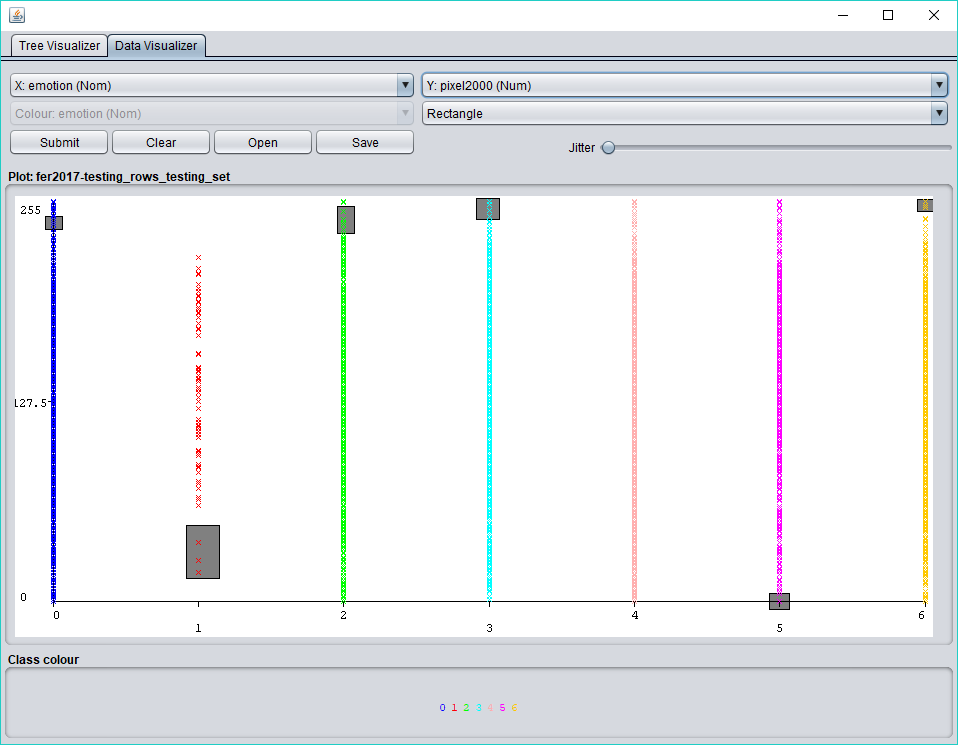 Tree Visualizer Data Visualizer
X: emotion (Nom) Y: pixel2000 (Num)
Colour: emotion (Nom) Rectangle
Submit Clear Open Save Jitter
Plot: fer2017-testing_rows_testing_set
255
127.5
0
0 2 4 6
1 3 5
Class colour
0 1 2 3 4 5 6